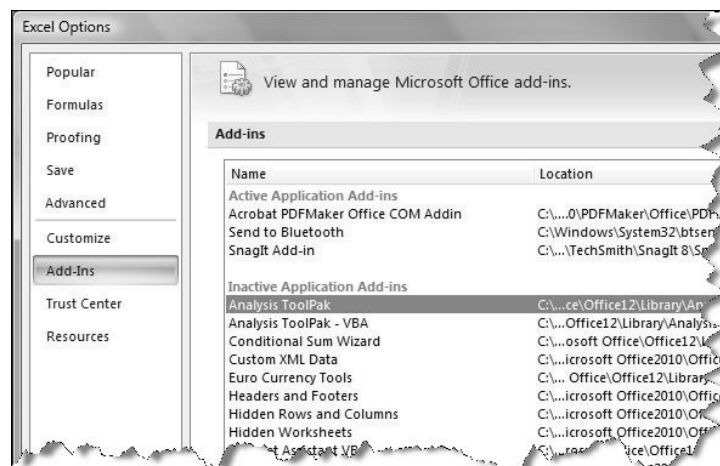 Excel Options
Popular
Formulas
Proofing
Save
Advanced
Customize
Add-Ins
Trust Center
Resources
View and manage Microsoft Office add-ins.
Add-ins
Name Location
Active Application Add-ins
Acrobat PDFMaker Office COM Addin C:\...0\PDFMaker\Office\PDF
Send to Bluetooth C:\Windows\System32\btsen
SnagIt Add-in C:\...\TechSmith\SnagIt 8\Sn
Inactive Application Add-ins
Analysis ToolPak C:\...ce\Office12\Library\An
Analysis ToolPak - VBA C:\...Office12\Library\Analysis
Conditional Sum Wizard C:\...osoft Office\Office12\L
Custom XML Data C:\...icrosoft Office2010\Offic
Euro Currency Tools C:\... Office\Office12\Library
Headers and Footers C:\...icrosoft Office2010\Offic
Hidden Rows and Columns C:\...icrosoft Office2010\Off
Hidden Worksheets C:\...icrosoft Office2010\Off